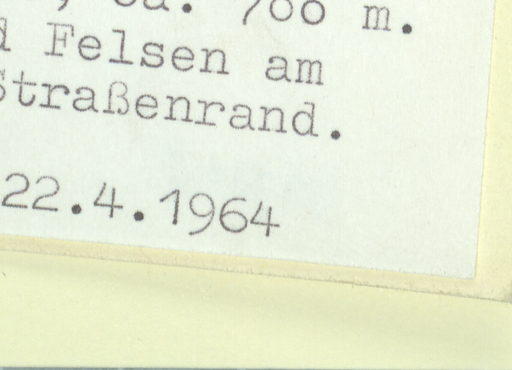 m.
Felsen am
Straßenrand.
22.4.1964